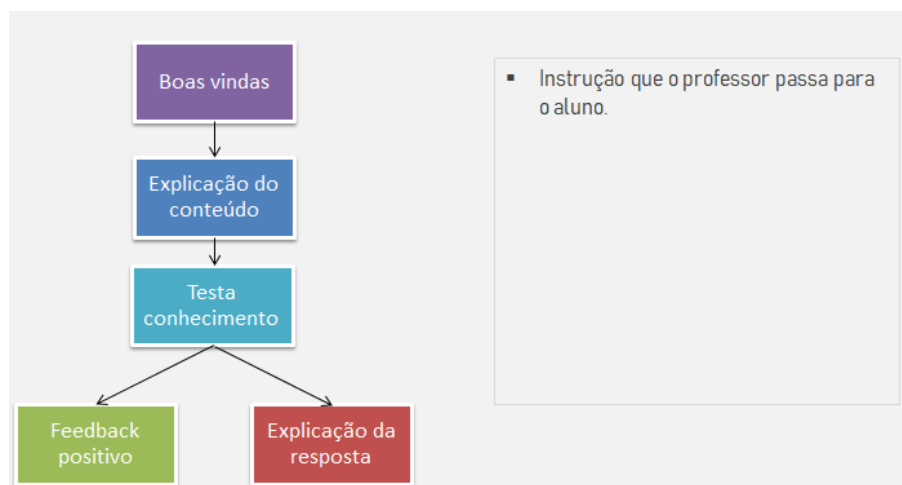 Boas vindas
Explicação do
conteúdo
Testa
conhecimento
Feedback
positivo
Explicação da
resposta
▪ Instrução que o professor passa para
o aluno.